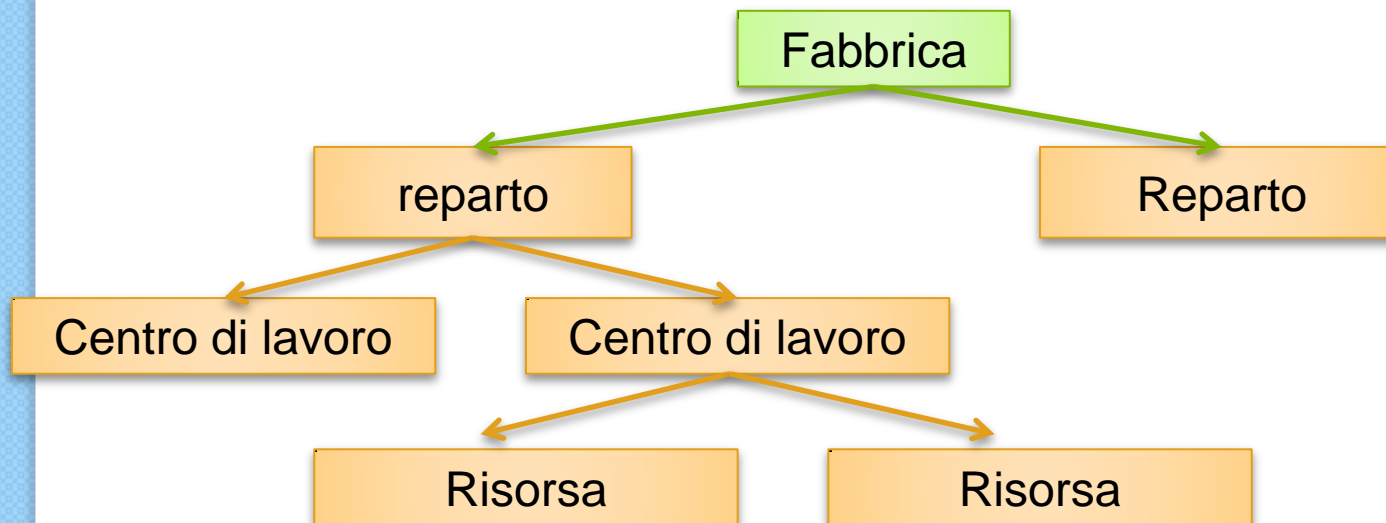 Fabbrica
reparto
Reparto
Centro di lavoro
Centro di lavoro
Risorsa
Risorsa